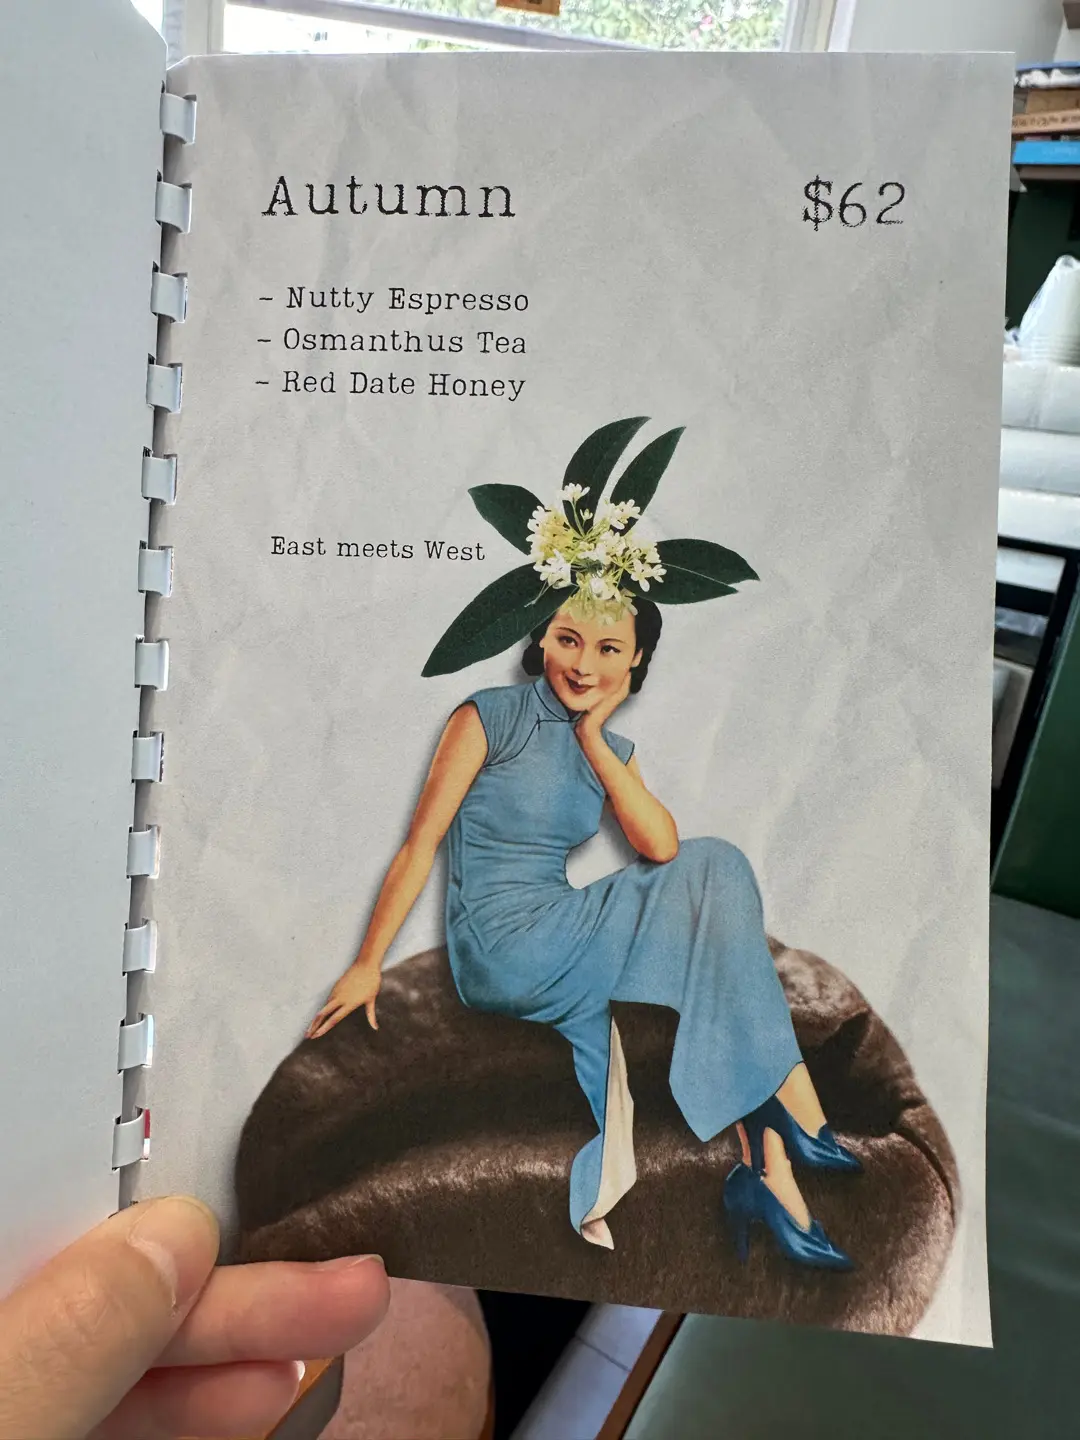 Autumn $62
- Nutty Espresso
- Osmanthus Tea
- Red Date Honey
East meets West